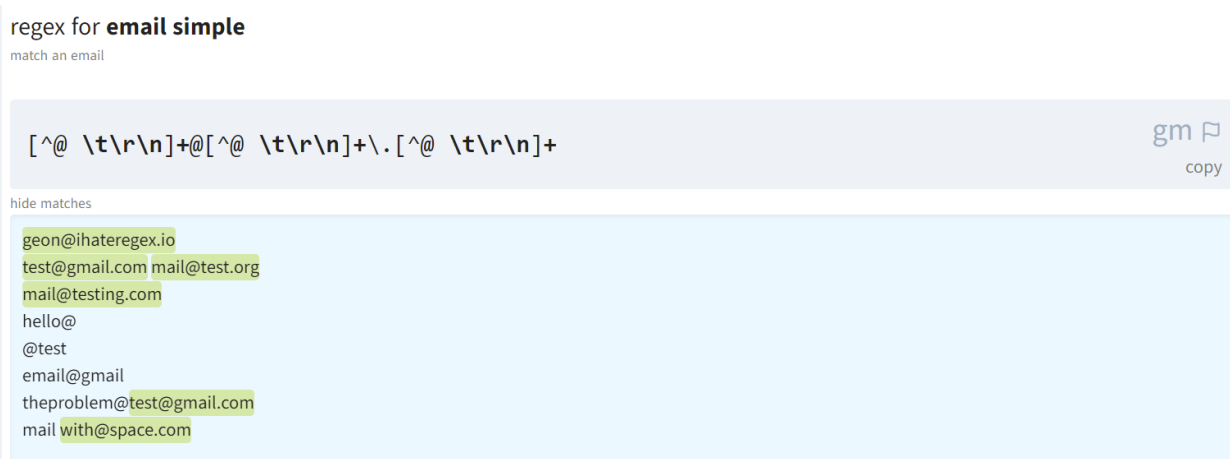 regex for email simple
match an email
[^@ \t\r\n]+@[^@ \t\r\n]+\.[^@ \t\r\n]+
gm
copy
hide matches
geon@ihateregex.io
test@gmail.com mail@test.org
mail@testing.com
hello@
@test
email@gmail
theproblem@test@gmail.com
mail with@space.com